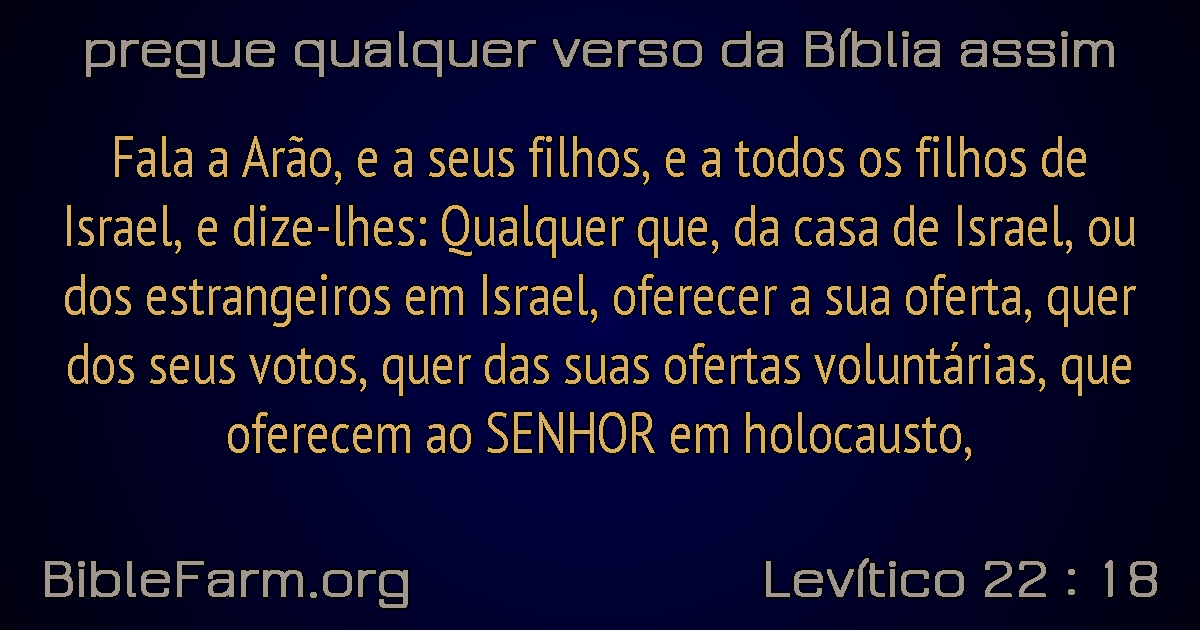 pregue qualquer verso da Bíblia assim
Fala a Arão, e a seus filhos, e a todos os filhos de
Israel, e dize-lhes: Qualquer que, da casa de Israel, ou
dos estrangeiros em Israel, oferecer a sua oferta, quer
dos seus votos, quer das suas ofertas voluntárias, que
oferecem ao SENHOR em holocausto,
BibleFarm.org
Levítico 22 : 18